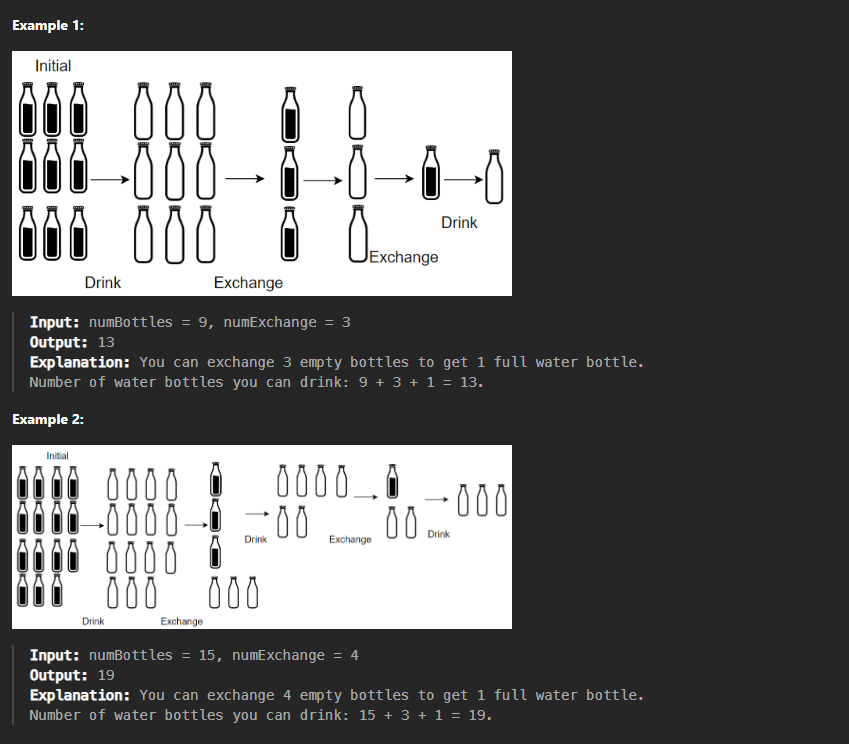 Example 1:
Initial
Drink
Exchange
Exchange
Drink
Input: numBottles = 9, numExchange = 3
Output: 13
Explanation: You can exchange 3 empty bottles to get 1 full water bottle.
Number of water bottles you can drink: 9 + 3 + 1 = 13.
Example 2:
Initial
Drink
Exchange
Drink
Exchange
Drink
Input: numBottles = 15, numExchange = 4
Output: 19
Explanation: You can exchange 4 empty bottles to get 1 full water bottle.
Number of water bottles you can drink: 15 + 3 + 1 = 19.